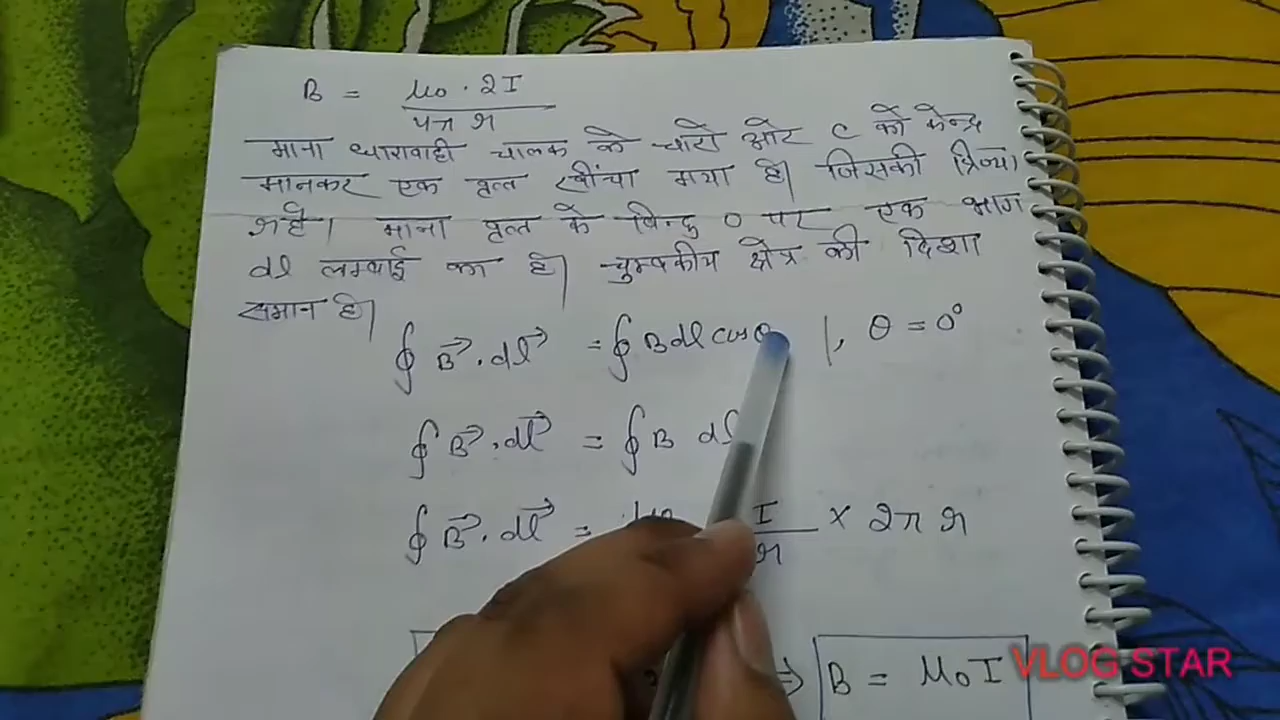 B = μ₀ . 2I
4π r
माना धारावाही चालक के चारो ओर C को केन्द्र
मानकर एक वृत्त खींचा गया है। जिसकी त्रिज्या
r है। माना वृत्त के बिन्दु O पर एक भाग
dl लम्बाई का है। चुम्बकीय क्षेत्र की दिशा
समान है।
∮ B⃗ . dl⃗ = ∮ B dl cosθ |, θ = 0°
∮ B⃗ . dl⃗ = ∮ B dl
∮ B⃗ . dl⃗ = I × 2π r
r
⇒ B = μ₀ I
VLOG STAR